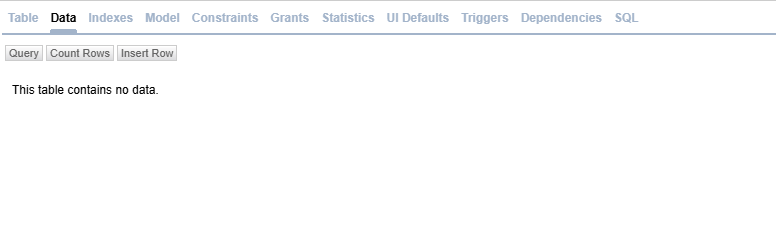 Table Data Indexes Model Constraints Grants Statistics UI Defaults Triggers Dependencies SQL
Query Count Rows Insert Row
This table contains no data.